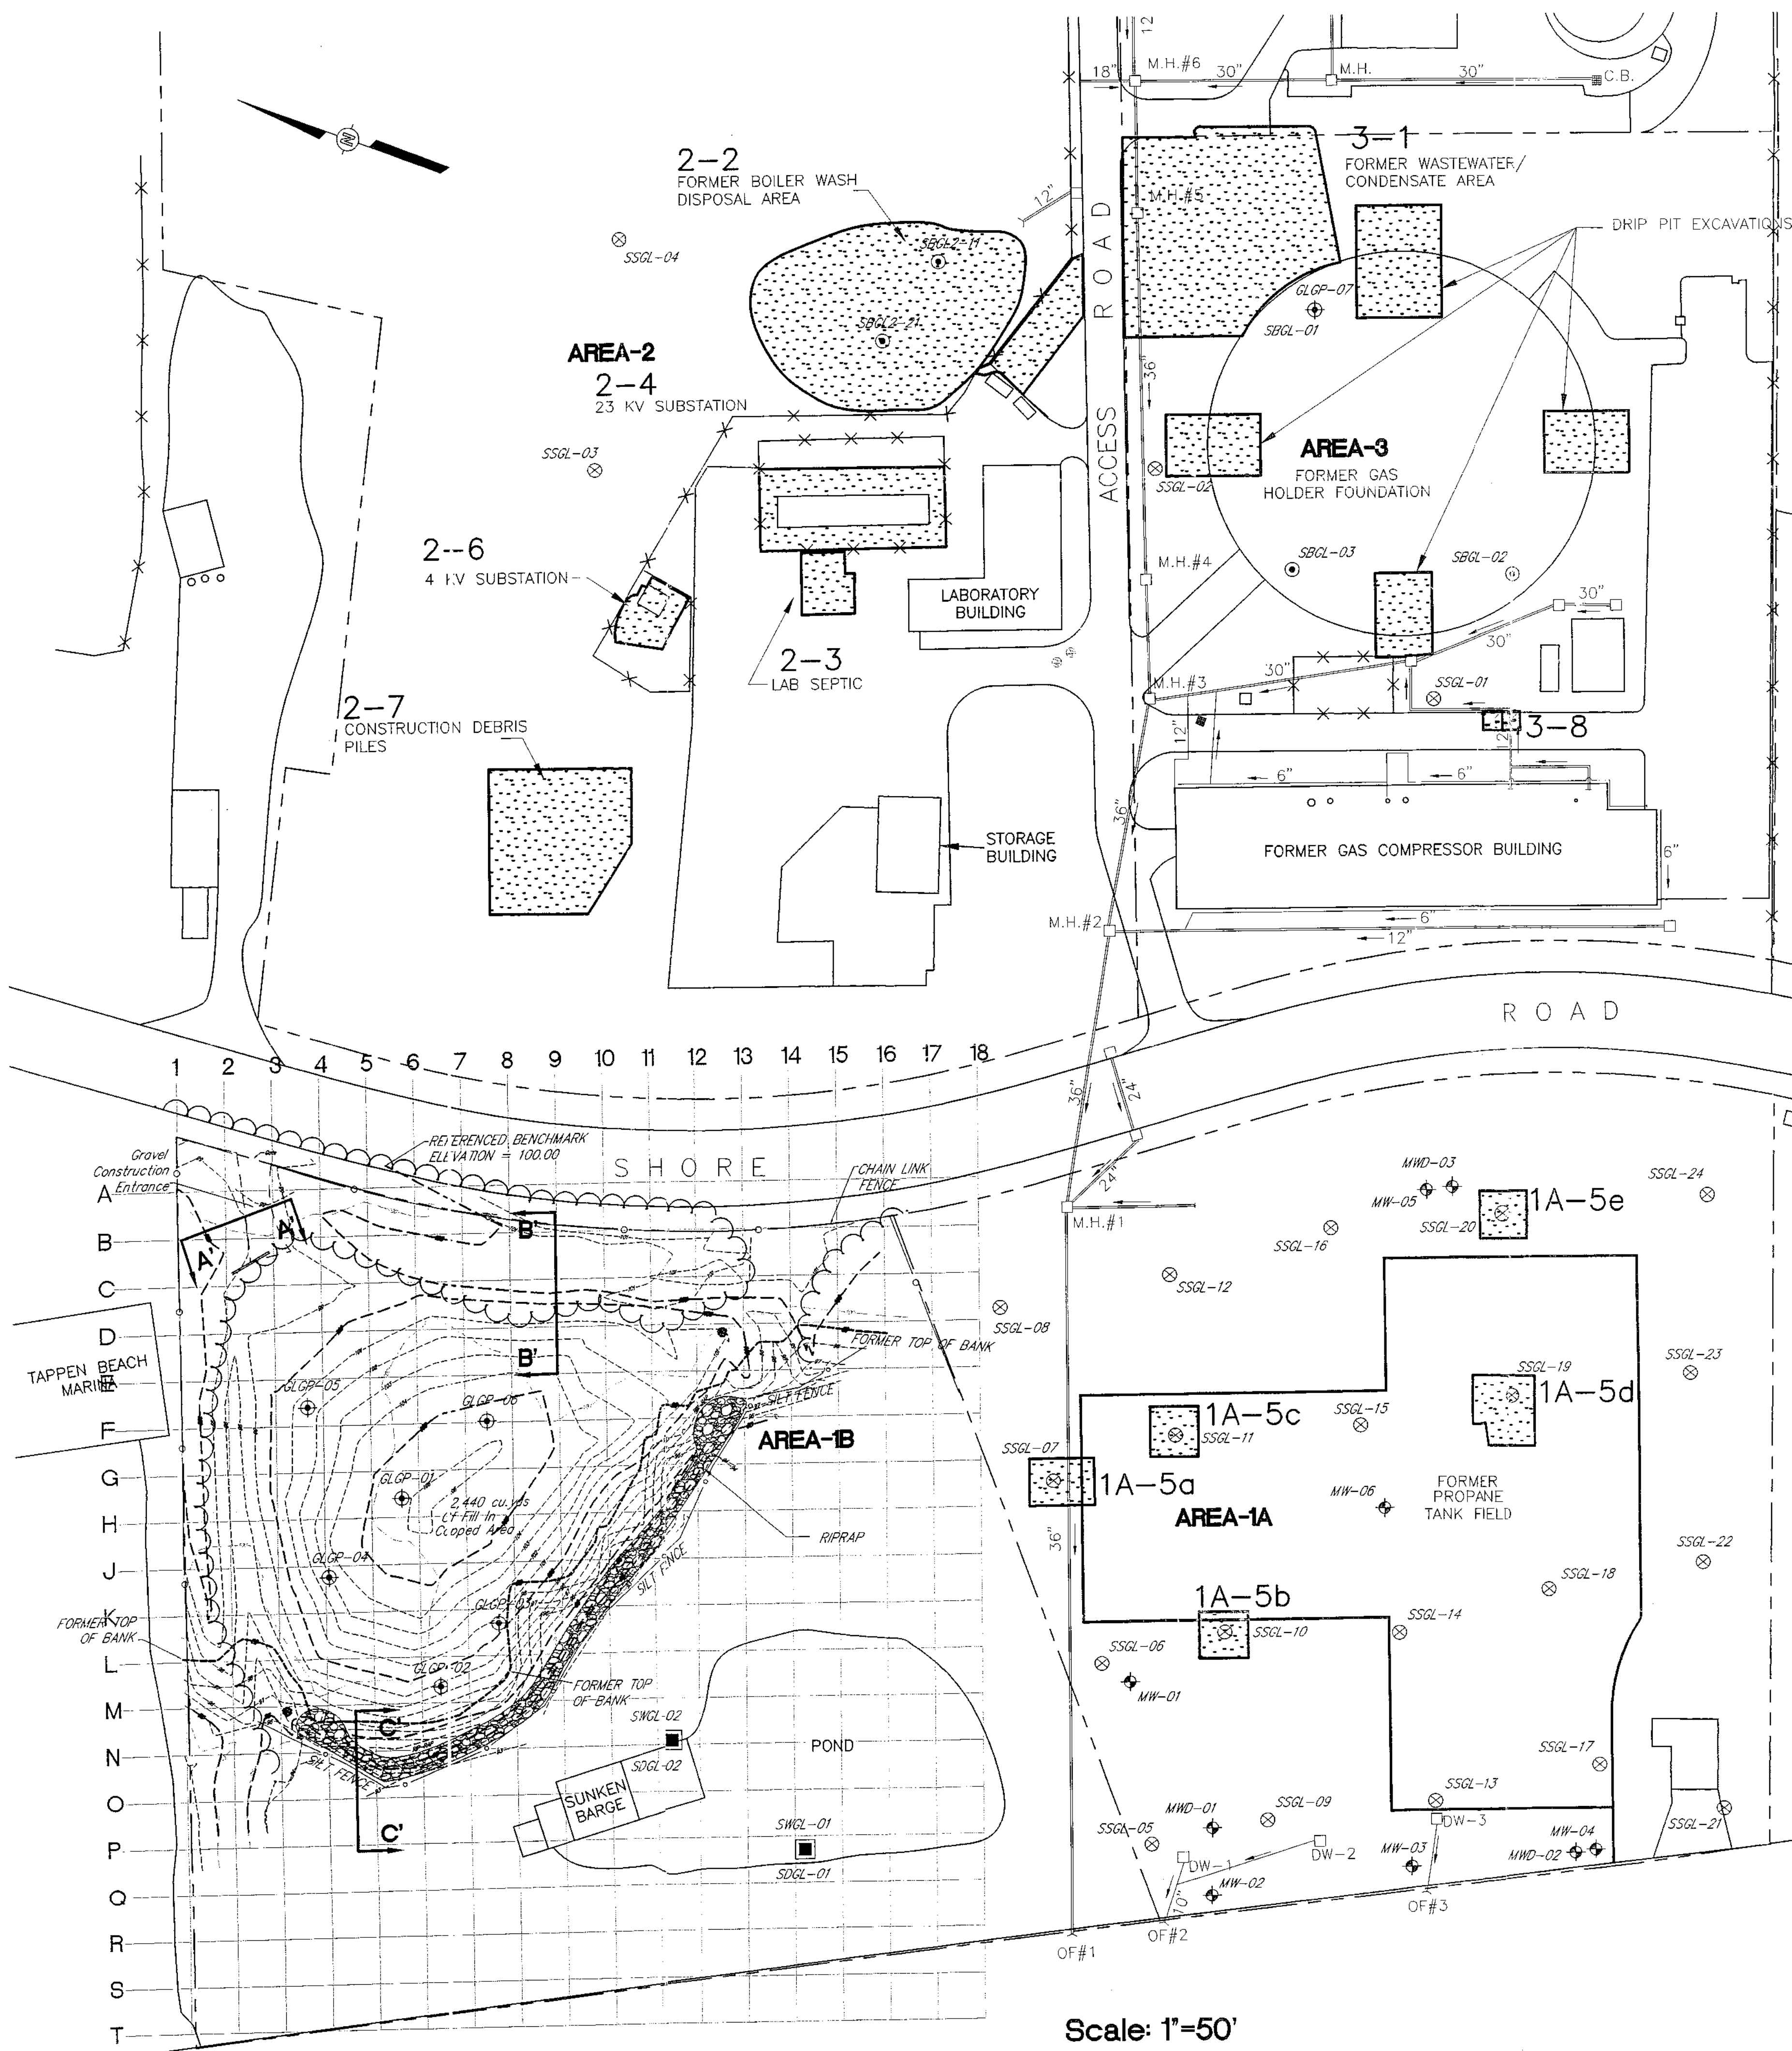 12
M.H.#6
18"
30"
M.H.
30"
C.B.
N
2-2
FORMER BOILER WASH
DISPOSAL AREA
3-1
FORMER WASTEWATER/
CONDENSATE AREA
12"
M.H.#5
DRIP PIT EXCAVATIONS
SSGL-04
SBGL2-11
SBGL2-21
GLGP-07
SBGL-01
ACCESS ROAD
36"
AREA-2
2-4
23 KV SUBSTATION
SSGL-03
SSGL-02
AREA-3
FORMER GAS
HOLDER FOUNDATION
2--6
4 KV SUBSTATION
LABORATORY
BUILDING
M.H.#4
SBGL-03
SBGL-02
30"
30"
2-3
LAB SEPTIC
30"
M.H.#3
SSGL-01
2-7
CONSTRUCTION DEBRIS
PILES
12"
12"
3-8
6"
6"
36"
STORAGE
BUILDING
FORMER GAS COMPRESSOR BUILDING
6"
M.H.#2
6"
12"
ROAD
1 2 3 4 5 6 7 8 9 10 11 12 13 14 15 16 17 18
36"
24"
REFERENCED BENCHMARK
ELEVATION = 100.00
SHORE
Gravel
Construction
Entrance
CHAIN LINK
FENCE
24"
A
M.H.#1
MWD-03
MW-05
SSGL-24
1A-5e
SSGL-20
SSGL-16
B
A'
A'
B'
C
SSGL-12
SSGL-08
D
TAPPEN BEACH
MARINA
E
B'
FORMER TOP OF BANK
SSGL-19
SSGL-23
1A-5d
GLGP-05
GLGP-06
SILT FENCE
F
AREA-1B
1A-5c
SSGL-11
SSGL-15
SSGL-07
1A-5a
G
GLGP-01
2,440 cu.yds
Of Fill In
Capped Area
H
RIPRAP
AREA-1A
MW-06
FORMER
PROPANE
TANK FIELD
36"
J
GLGP-04
SILT FENCE
SSGL-22
SSGL-18
K
GLGP-03
FORMER TOP
OF BANK
1A-5b
SSGL-10
SSGL-14
SSGL-06
L
GLGP-02
FORMER TOP
OF BANK
MW-01
M
C'
SWGL-02
SDGL-02
POND
N
SILT FENCE
SSGL-17
SUNKEN
BARGE
O
SSGL-13
SSGL-09
MWD-01
SSGL-05
SWGL-01
SDGL-01
C'
P
DW-3
DW-2
DW-1
MW-03
MW-04
MWD-02
SSGL-21
Q
10"
MW-02
R
OF#1
OF#2
OF#3
S
T
Scale: 1"=50'